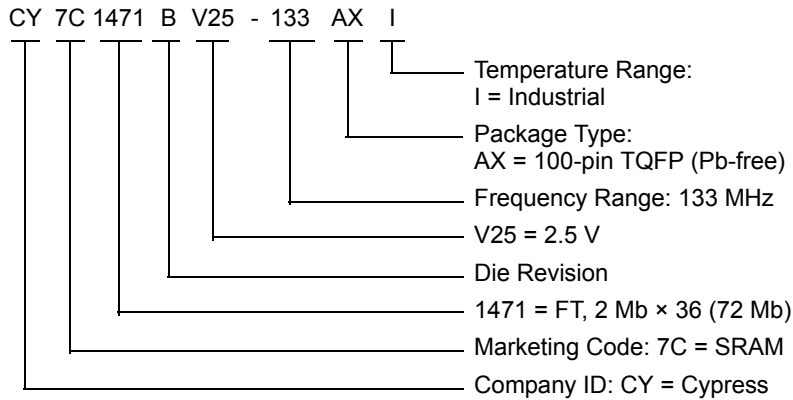 CY 7C 1471 B V25 - 133 AX I
Temperature Range:
I = Industrial
Package Type:
AX = 100-pin TQFP (Pb-free)
Frequency Range: 133 MHz
V25 = 2.5 V
Die Revision
1471 = FT, 2 Mb × 36 (72 Mb)
Marketing Code: 7C = SRAM
Company ID: CY = Cypress